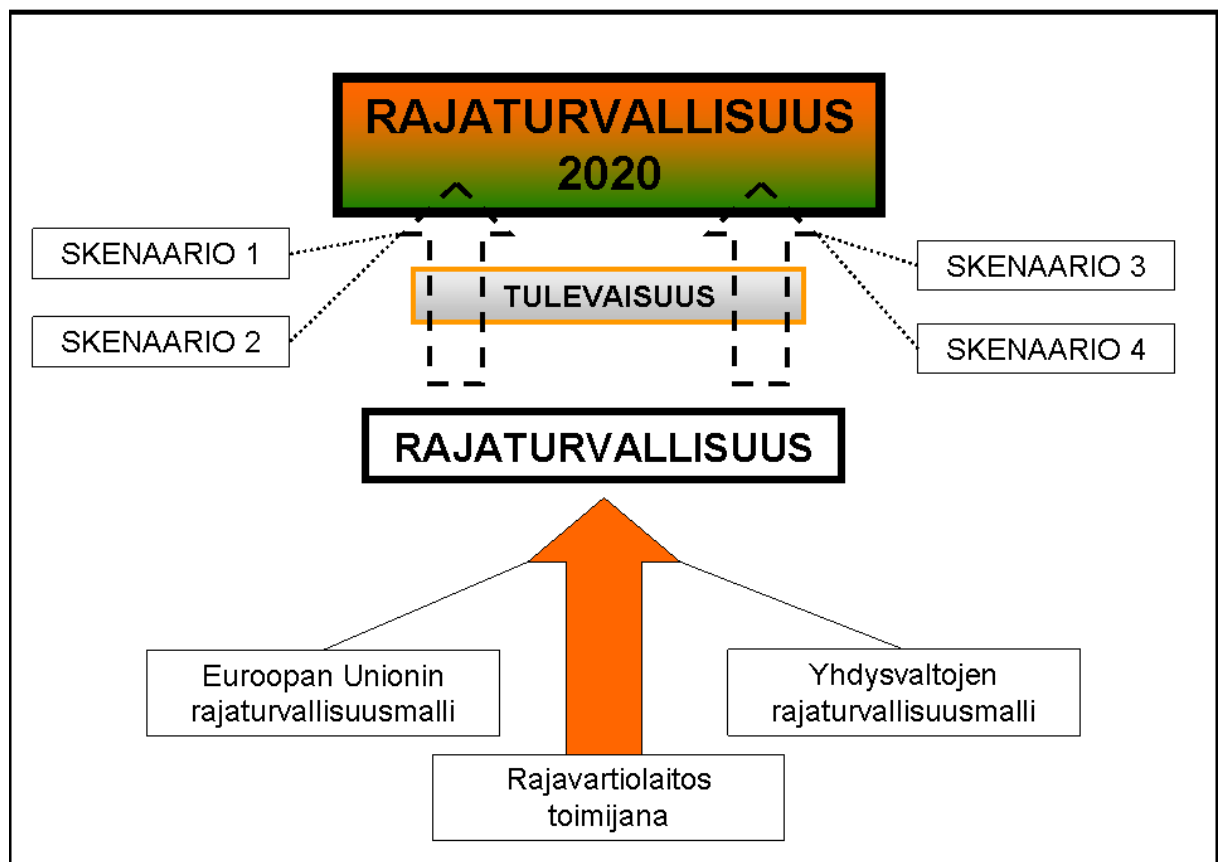 RAJATURVALLISUUS
2020
SKENAARIO 1
SKENAARIO 2
TULEVAISUUS
SKENAARIO 3
SKENAARIO 4
RAJATURVALLISUUS
Euroopan Unionin
rajaturvallisuusmalli
Yhdysvaltojen
rajaturvallisuusmalli
Rajavartiolaitos
toimijana